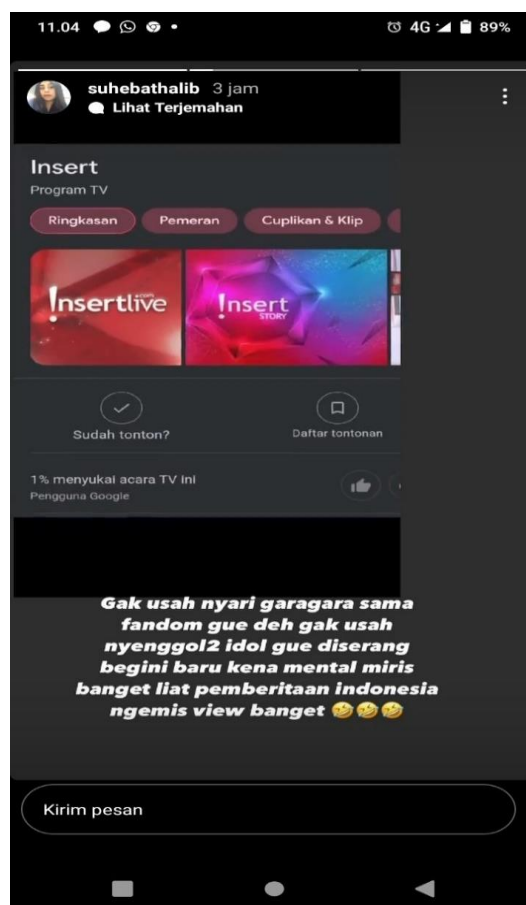 11.04
4G 89%
suhebathalib 3 jam
Lihat Terjemahan
Insert
Program TV
Ringkasan Pemeran Cuplikan & Klip
Insertlive.com Insert
STORY
Sudah tonton? Daftar tontonan
1% menyukai acara TV ini
Pengguna Google
Gak usah nyari garagara sama
fandom gue deh gak usah
nyenggol2 idol gue diserang
begini baru kena mental miris
banget liat pemberitaan indonesia
ngemis view banget 🤣🤣🤣
Kirim pesan